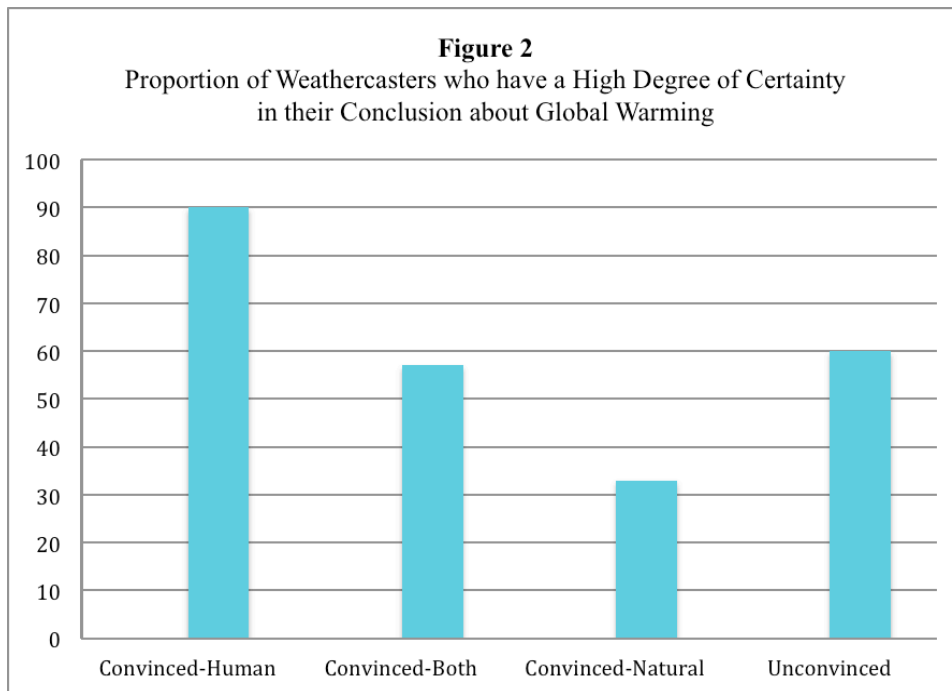 Figure 2
Proportion of Weathercasters who have a High Degree of Certainty
in their Conclusion about Global Warming
100
90
80
70
60
50
40
30
20
10
0
Convinced-Human Convinced-Both Convinced-Natural Unconvinced